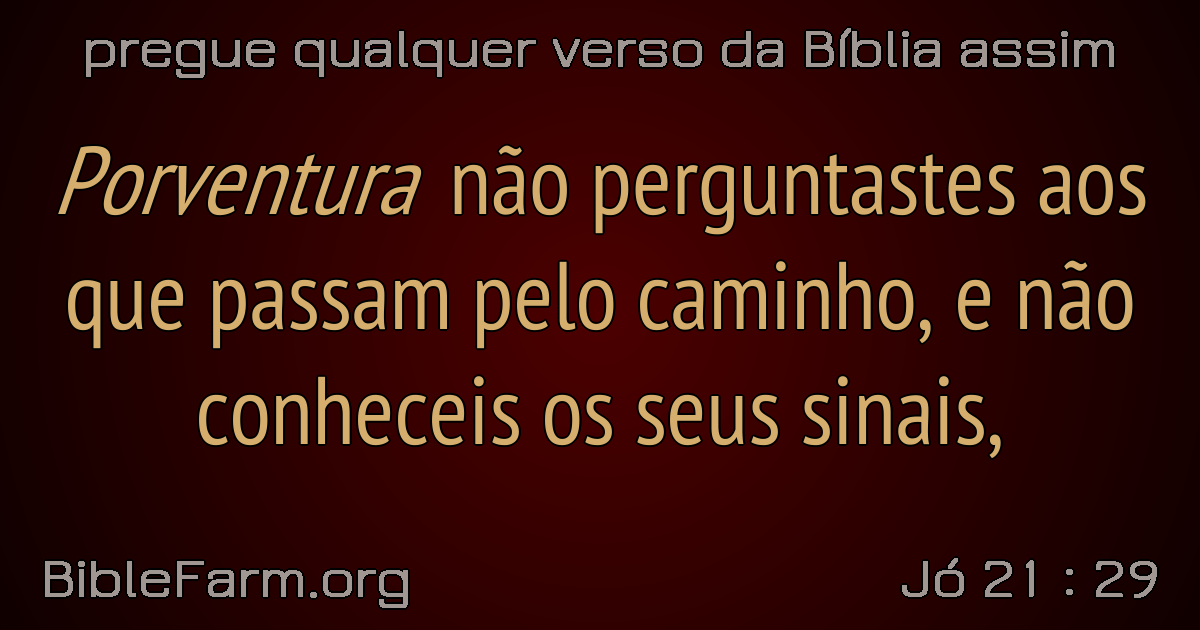 pregue qualquer verso da Bíblia assim
Porventura não perguntastes aos
que passam pelo caminho, e não
conheceis os seus sinais,
BibleFarm.org
Jó 21 : 29